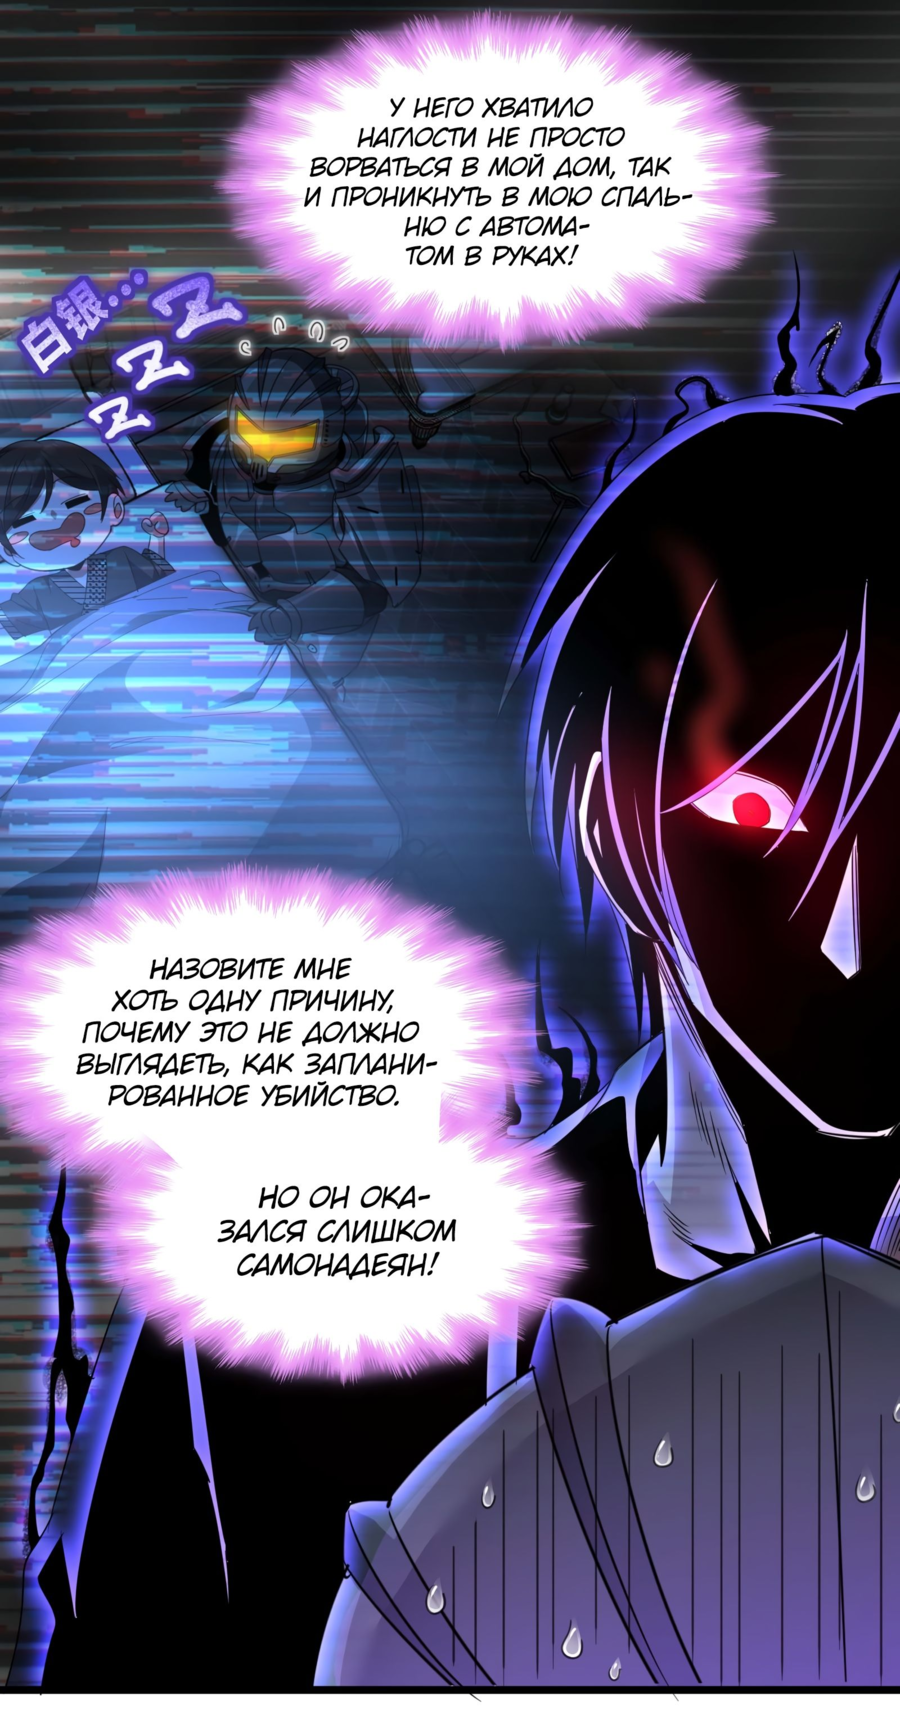 У НЕГО ХВАТИЛО
НАГЛОСТИ НЕ ПРОСТО
ВОРВАТЬСЯ В МОЙ ДОМ, ТАК
И ПРОНИКНУТЬ В МОЮ СПАЛЬ-
НЮ С АВТОМА-
ТОМ В РУКАХ!
白银...
Z
Z
Z
НАЗОВИТЕ МНЕ
ХОТЬ ОДНУ ПРИЧИНУ,
ПОЧЕМУ ЭТО НЕ ДОЛЖНО
ВЫГЛЯДЕТЬ, КАК ЗАПЛАНИ-
РОВАННОЕ УБИЙСТВО.
НО ОН ОКА-
ЗАЛСЯ СЛИШКОМ
САМОНАДЕЯН!